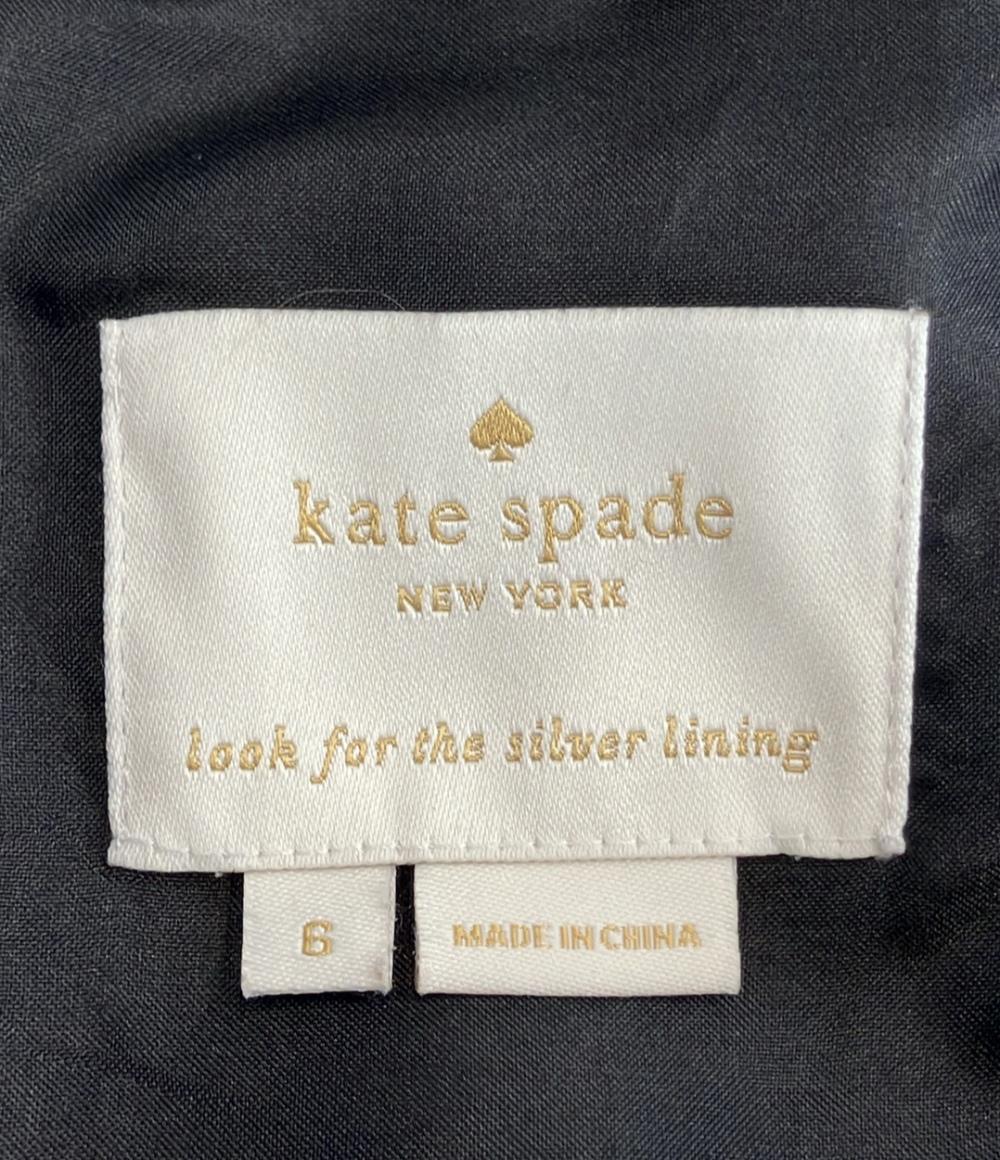 kate spade
NEW YORK
look for the silver lining
6
MADE IN CHINA